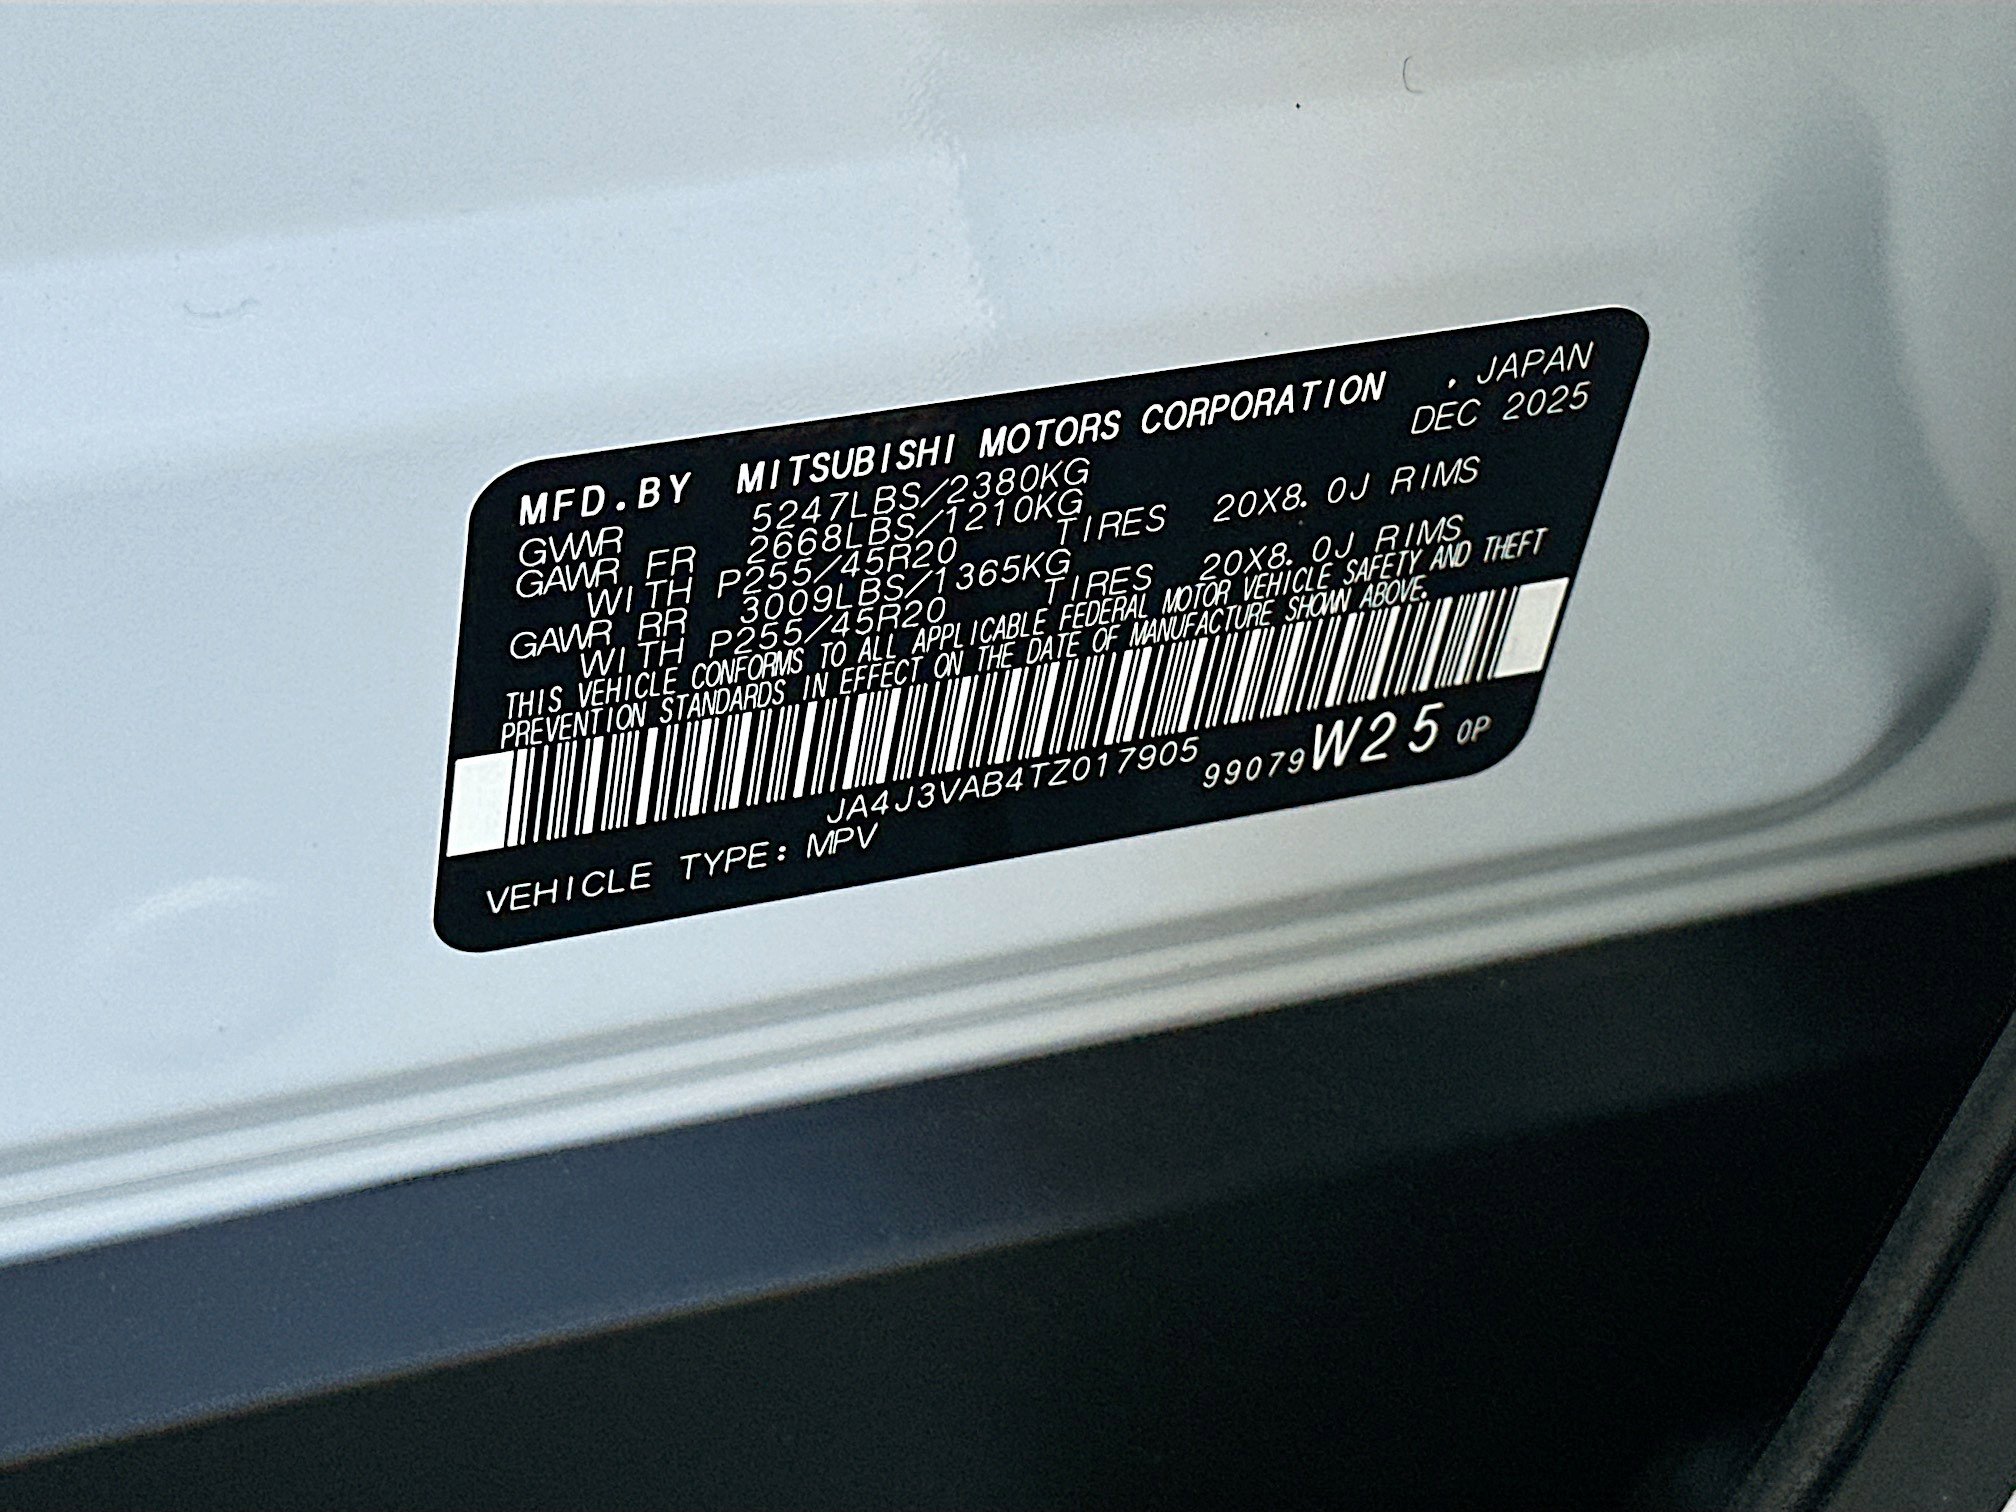 MFD.BY MITSUBISHI MOTORS CORPORATION . JAPAN
GVWR 5247LBS/2380KG DEC 2025
GAWR FR 2668LBS/1210KG
WITH P255/45R20 TIRES 20X8.0J RIMS
GAWR RR 3009LBS/1365KG
WITH P255/45R20 TIRES 20X8.0J RIMS
THIS VEHICLE CONFORMS TO ALL APPLICABLE FEDERAL MOTOR VEHICLE SAFETY AND THEFT
PREVENTION STANDARDS IN EFFECT ON THE DATE OF MANUFACTURE SHOWN ABOVE.
JA4J3VAB4TZ017905 99079W25 0P
VEHICLE TYPE: MPV